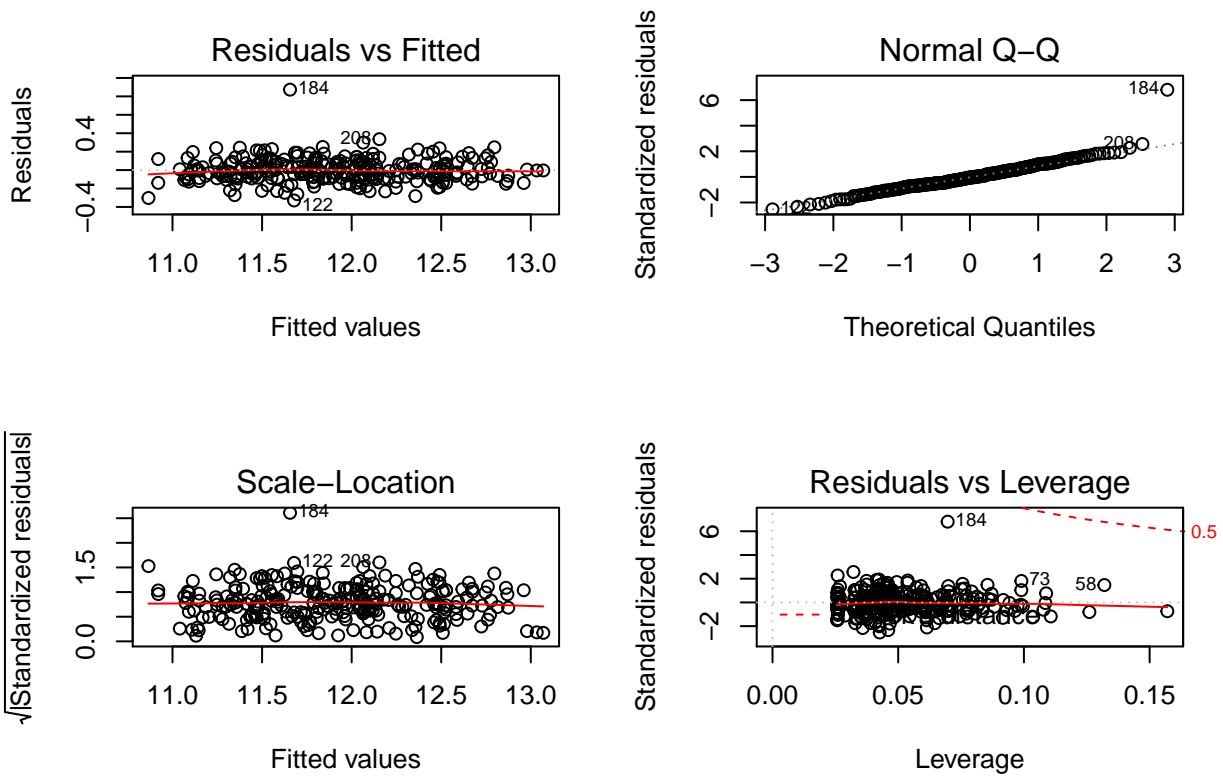 Residuals vs Fitted
Residuals
0.4
−0.4
184
208
122
11.0 11.5 12.0 12.5 13.0
Fitted values
Normal Q−Q
Standardized residuals
6
2
−2
184
208
122
−3 −2 −1 0 1 2 3
Theoretical Quantiles
Scale−Location
√|Standardized residuals|
1.5
0.0
184
122
208
11.0 11.5 12.0 12.5 13.0
Fitted values
Residuals vs Leverage
Standardized residuals
6
2
−2
184
0.5
73
58
0.00 0.05 0.10 0.15
Leverage